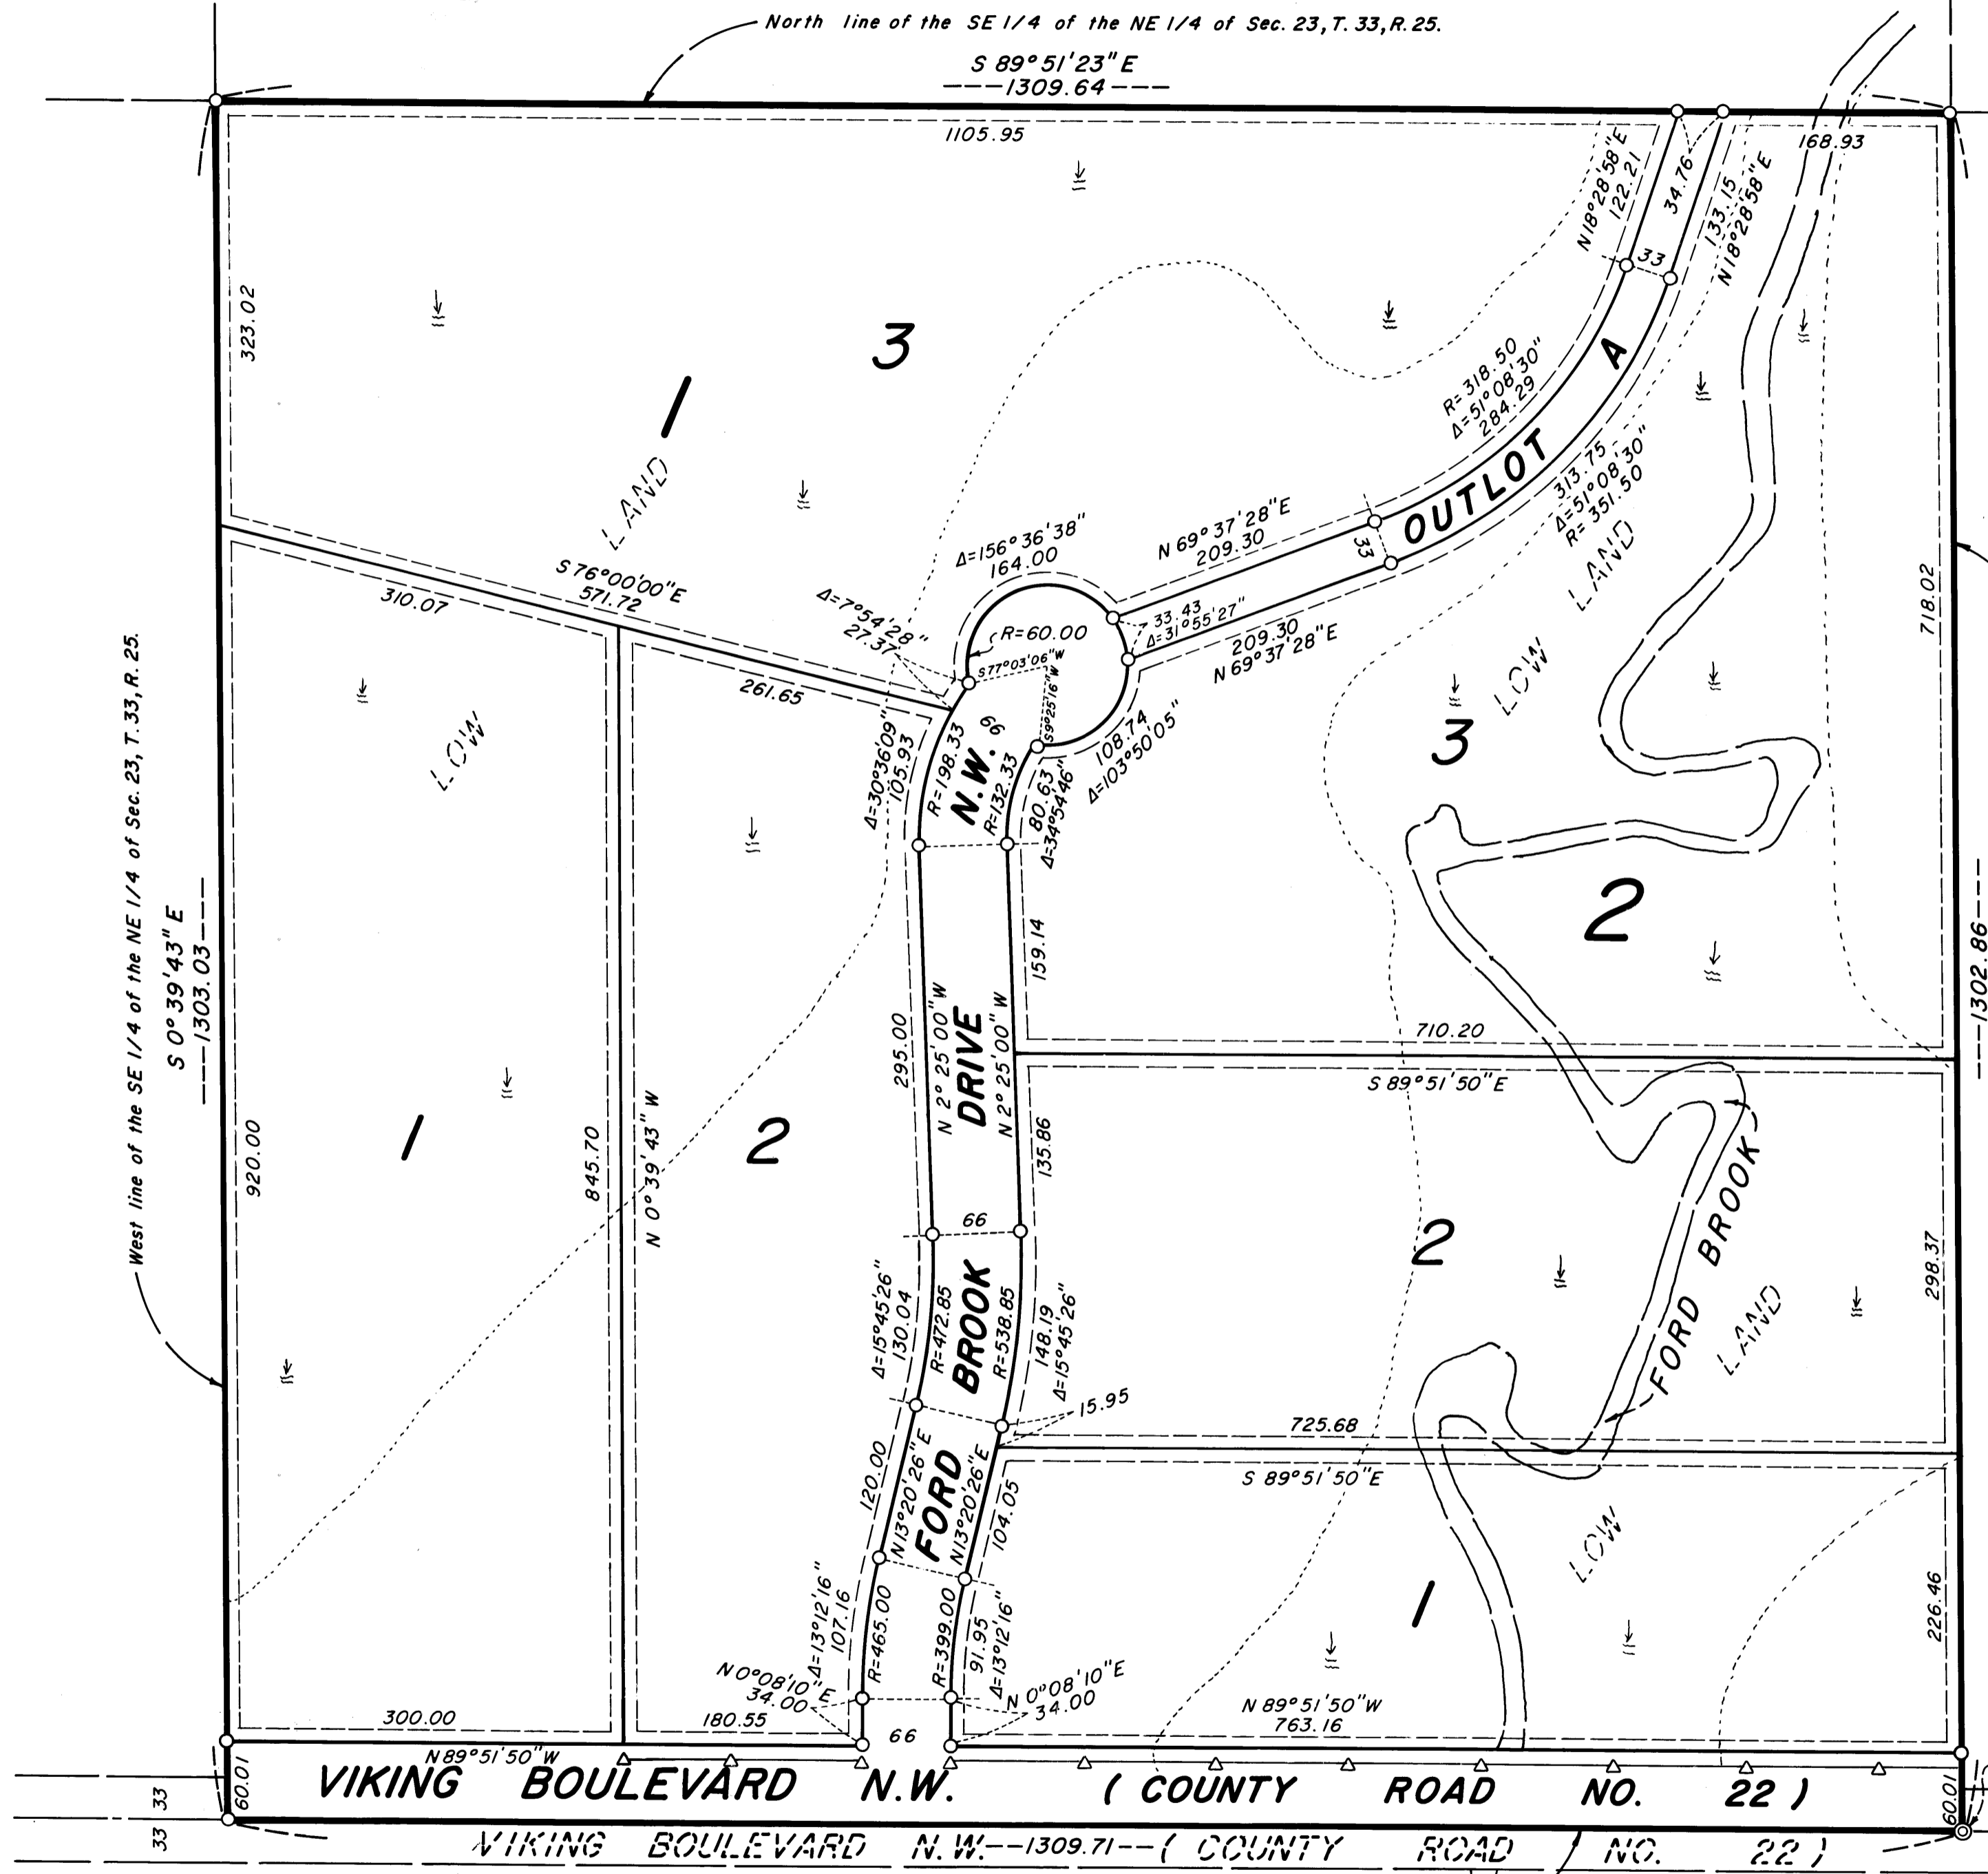 North line of the SE 1/4 of the NE 1/4 of Sec. 23, T. 33, R. 25.
S 89°51'23"E
---1309.64---
1105.95
168.93
N18°28'58"E
122.21
34.76
133.15
N18°28'58"E
33
323.02
3
1
LAND
R=318.50
Δ=51°08'30"
284.29
OUTLOT A
313.75
Δ=51°08'30"
R=351.50
LAND
LOW
718.02
S 76°00'00"E
571.72
310.07
261.65
Δ=156°36'38"
164.00
N 69°37'28"E
209.30
33
Δ=7°54'28"
27.37
R=60.00
33.43
Δ=31°55'27"
209.30
N 69°37'28"E
S77°03'06"W
S9°25'16"W
66
LOW
Δ=30°36'09"
105.93
R=198.33
N.W.
R=132.33
80.63
Δ=34°54'46"
108.74
Δ=103°50'05"
3
2
West line of the SE 1/4 of the NE 1/4 of Sec. 23, T. 33, R. 25.
S 0°39'43" E
---1303.03---
---1302.86---
159.14
295.00
N 2°25'00"W
DRIVE
N 2°25'00"W
710.20
S 89°51'50"E
920.00
1
845.70
N 0°39'43" W
2
135.86
66
2
FORD BROOK
LAND
298.37
Δ=15°45'26"
130.04
R=472.85
BROOK
R=538.85
148.19
Δ=15°45'26"
15.95
725.68
S 89°51'50"E
120.00
N13°20'26"E
FORD
N13°20'26"E
104.05
LOW
1
226.46
Δ=13°12'16"
107.16
R=465.00
R=399.00
91.95
Δ=13°12'16"
N 0°08'10"E
34.00
N 0°08'10"E
34.00
N 89°51'50"W
763.16
300.00
180.55
66
N89°51'50"W
60.01
VIKING BOULEVARD N.W. ( COUNTY ROAD NO. 22 )
60.01
33
33
VIKING BOULEVARD N.W.--1309.71--( COUNTY ROAD NO. 22 )